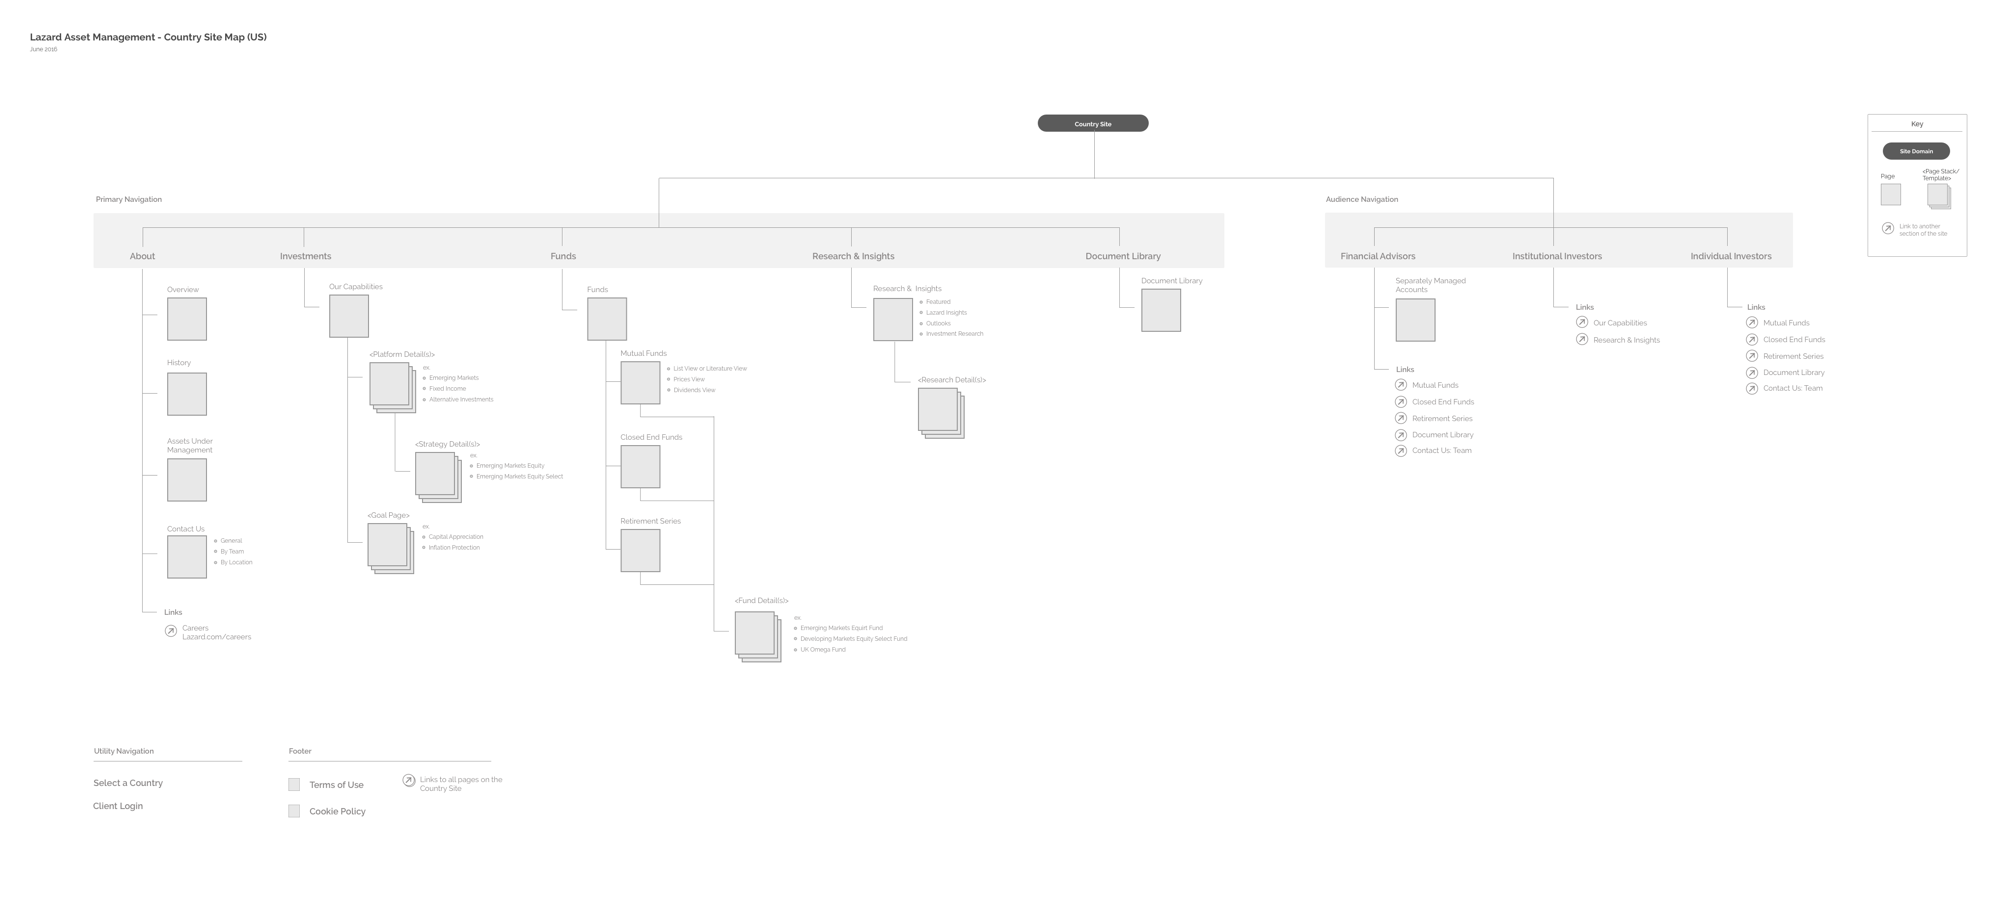 Lazard Asset Management - Country Site Map (US)
June 2016
Country Site
Key
Site Domain
Page
<Page Stack/
Template>
Link to another
section of the site
Primary Navigation
About
Investments
Funds
Research & Insights
Document Library
Audience Navigation
Financial Advisors
Institutional Investors
Individual Investors
Overview
History
Assets Under
Management
Contact Us
General
By Team
By Location
Links
Careers
Lazard.com/careers
Our Capabilities
<Platform Detail(s)>
ex.
Emerging Markets
Fixed Income
Alternative Investments
<Strategy Detail(s)>
ex.
Emerging Markets Equity
Emerging Markets Equity Select
<Goal Page>
ex.
Capital Appreciation
Inflation Protection
Funds
Mutual Funds
List View or Literature View
Prices View
Dividends View
Closed End Funds
Retirement Series
<Fund Detail(s)>
ex.
Emerging Markets Equirt Fund
Developing Markets Equity Select Fund
UK Omega Fund
Research & Insights
Featured
Lazard Insights
Outlooks
Investment Research
<Research Detail(s)>
Document Library
Separately Managed
Accounts
Links
Mutual Funds
Closed End Funds
Retirement Series
Document Library
Contact Us: Team
Links
Our Capabilities
Research & Insights
Links
Mutual Funds
Closed End Funds
Retirement Series
Document Library
Contact Us: Team
Utility Navigation
Select a Country
Client Login
Footer
Terms of Use
Cookie Policy
Links to all pages on the
Country Site